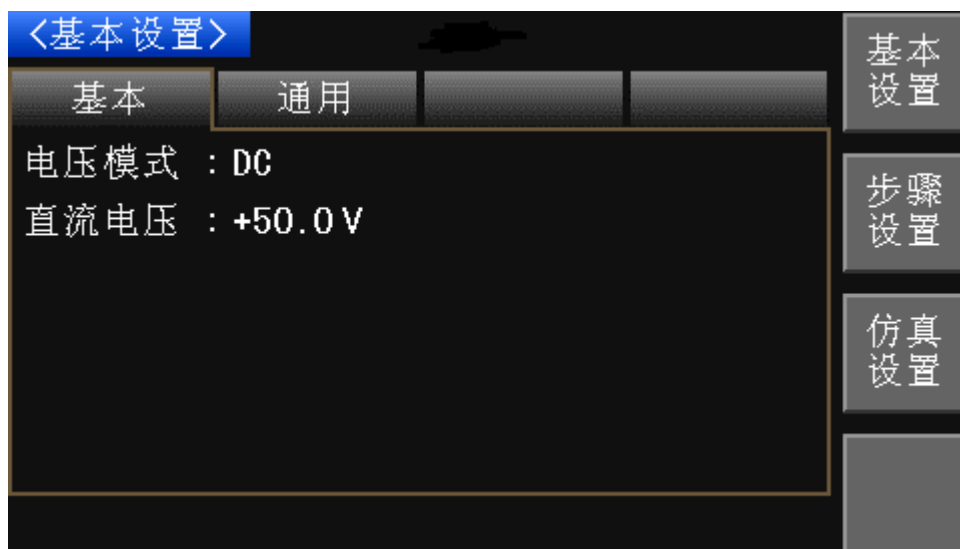 <基本设置>
基本
通用
电压模式 : DC
直流电压 : +50.0V
基本
设置
步骤
设置
仿真
设置